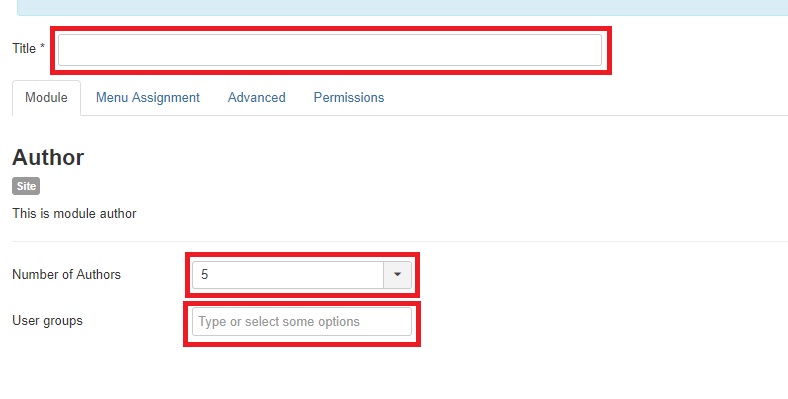 Title *
Module Menu Assignment Advanced Permissions
Author
Site
This is module author
Number of Authors 5
User groups Type or select some options